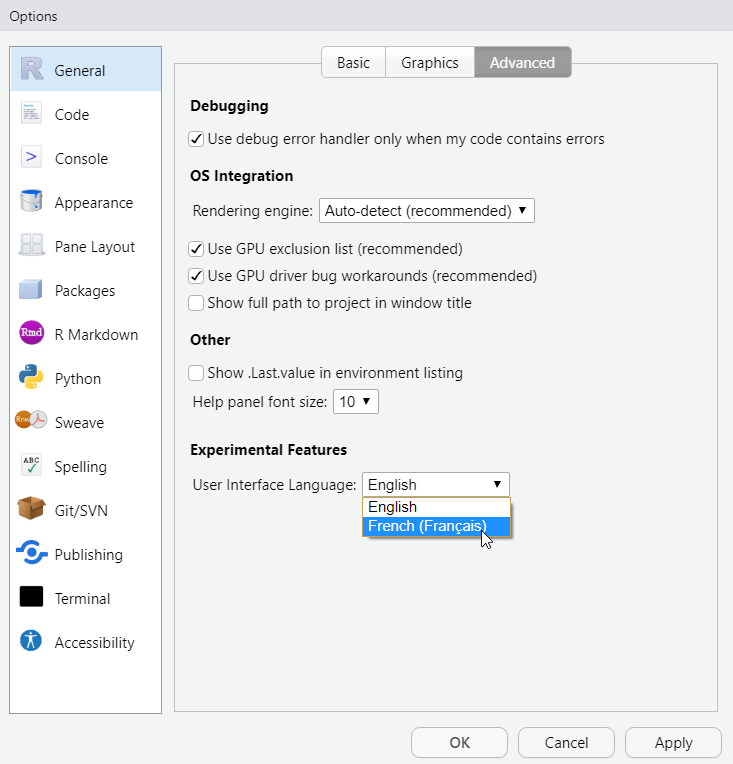 Options
General
Code
Console
Appearance
Pane Layout
Packages
Rmd R Markdown
Python
Rnw Sweave
ABC Spelling
Git/SVN
Publishing
Terminal
Accessibility
Basic Graphics Advanced
Debugging
Use debug error handler only when my code contains errors
OS Integration
Rendering engine: Auto-detect (recommended)
Use GPU exclusion list (recommended)
Use GPU driver bug workarounds (recommended)
Show full path to project in window title
Other
Show .Last.value in environment listing
Help panel font size: 10
Experimental Features
User Interface Language: English
English
French (Français)
OK Cancel Apply